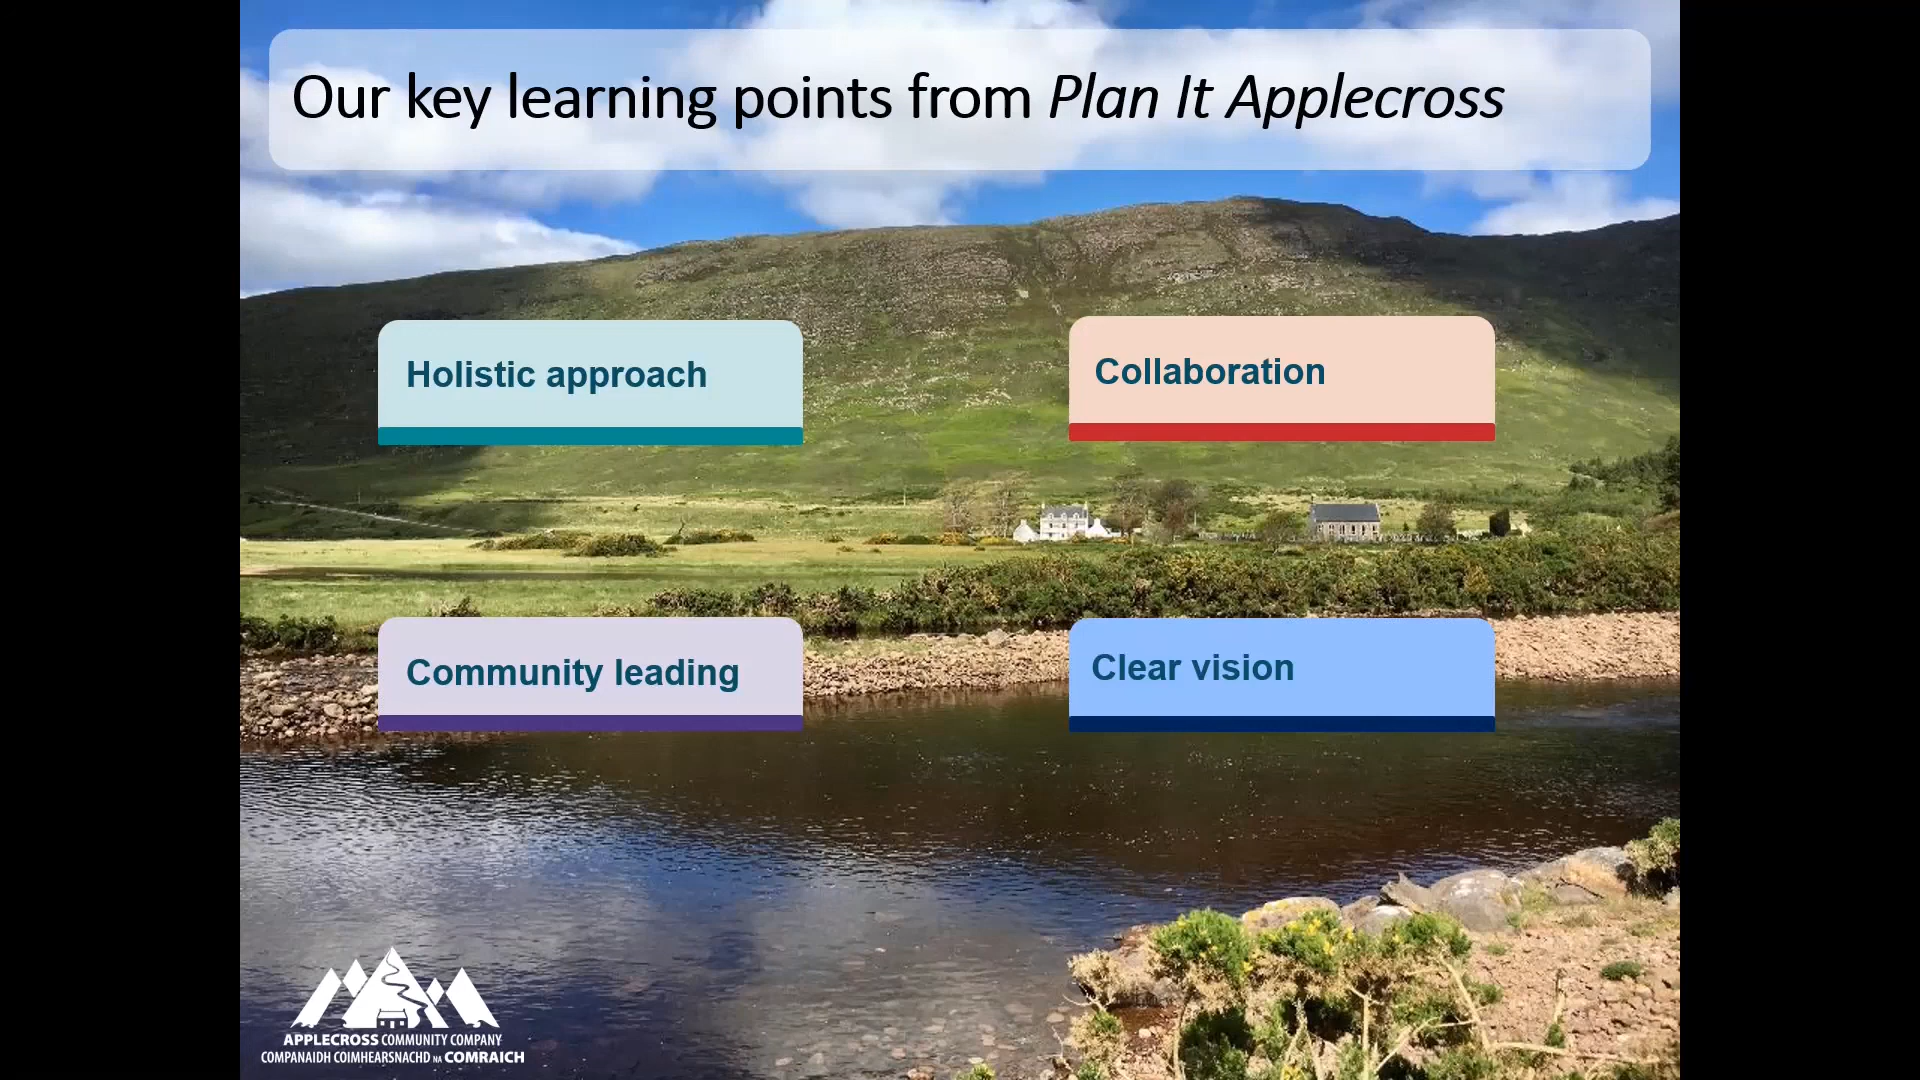 Our key learning points from Plan It Applecross
Holistic approach
Collaboration
Community leading
Clear vision
APPLECROSS COMMUNITY COMPANY
COMPANAIDH COIMHEARSNACHD NA COMRAICH